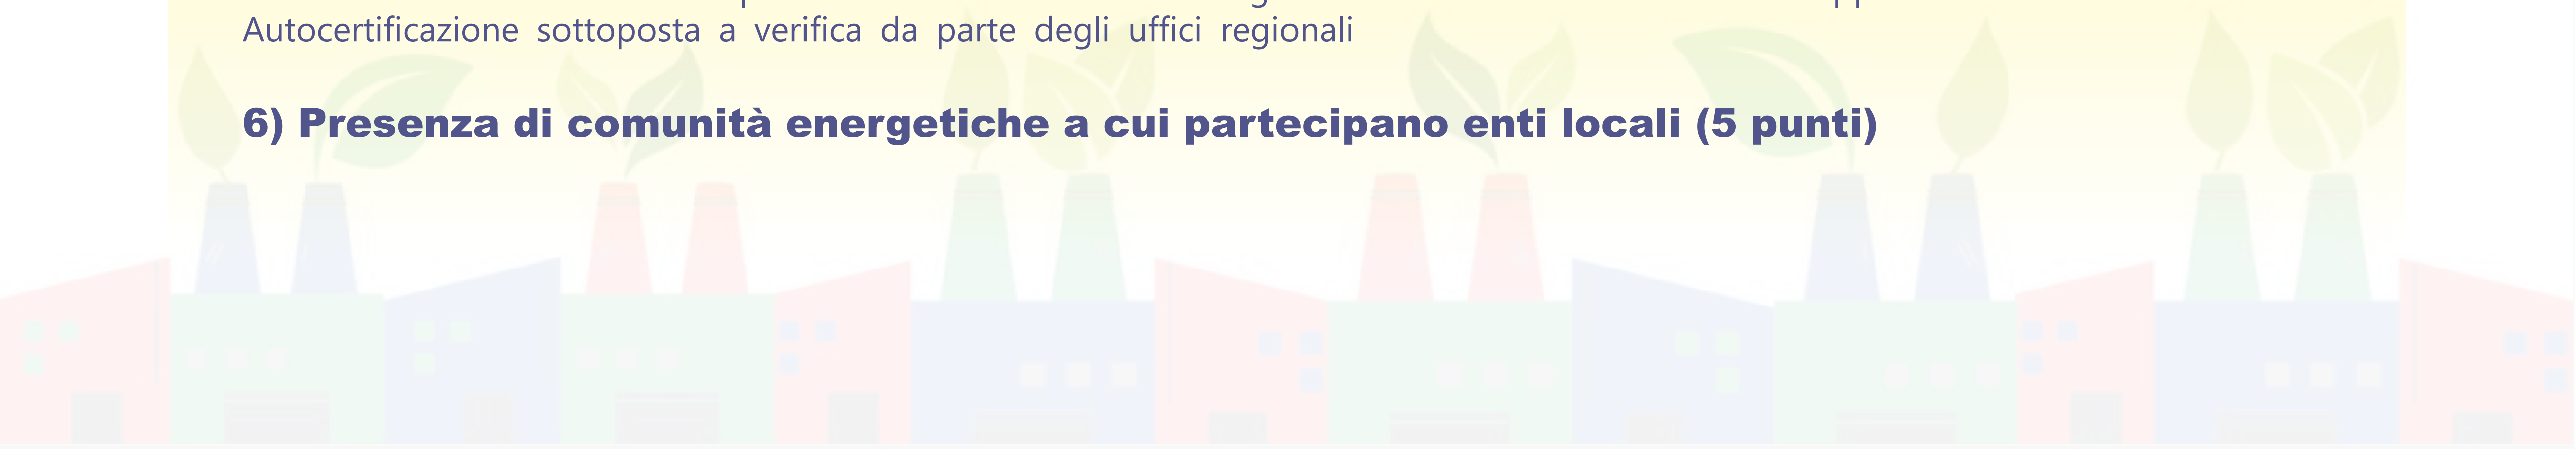 Autocertificazione sottoposta a verifica da parte degli uffici regionali
6) Presenza di comunità energetiche a cui partecipano enti locali (5 punti)